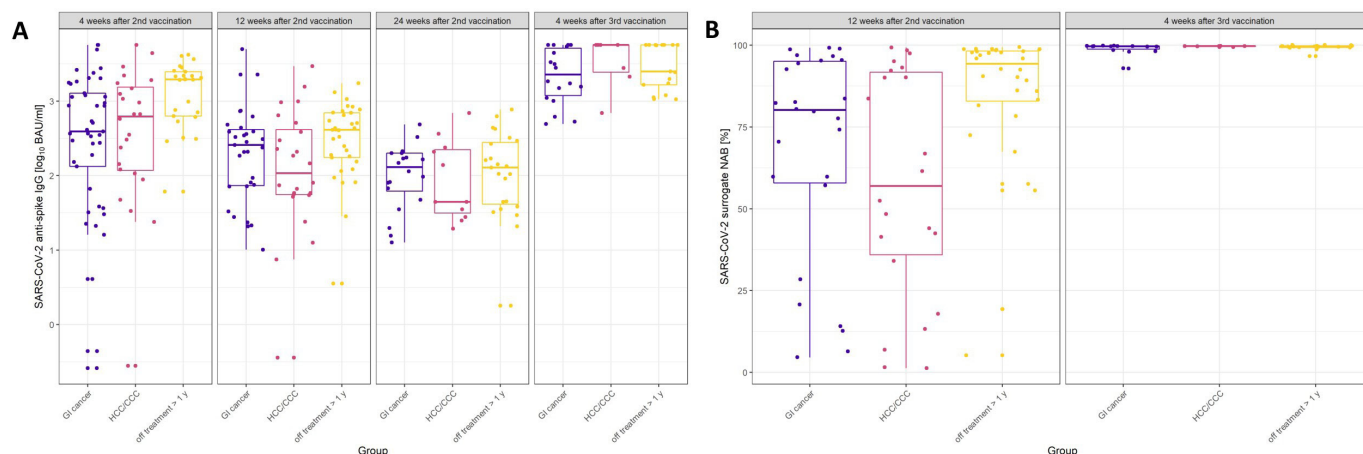 A
4 weeks after 2nd vaccination
12 weeks after 2nd vaccination
24 weeks after 2nd vaccination
4 weeks after 3rd vaccination
SARS-CoV-2 anti-spike IgG [log₁₀ BAU/ml]
3
2
1
0
GI cancer
HCC/CCC
off treatment > 1 y
GI cancer
HCC/CCC
off treatment > 1 y
GI cancer
HCC/CCC
off treatment > 1 y
GI cancer
HCC/CCC
off treatment > 1 y
Group
B
12 weeks after 2nd vaccination
4 weeks after 3rd vaccination
SARS-CoV-2 surrogate NAB [%]
100
75
50
25
0
GI cancer
HCC/CCC
off treatment > 1 y
GI cancer
HCC/CCC
off treatment > 1 y
Group